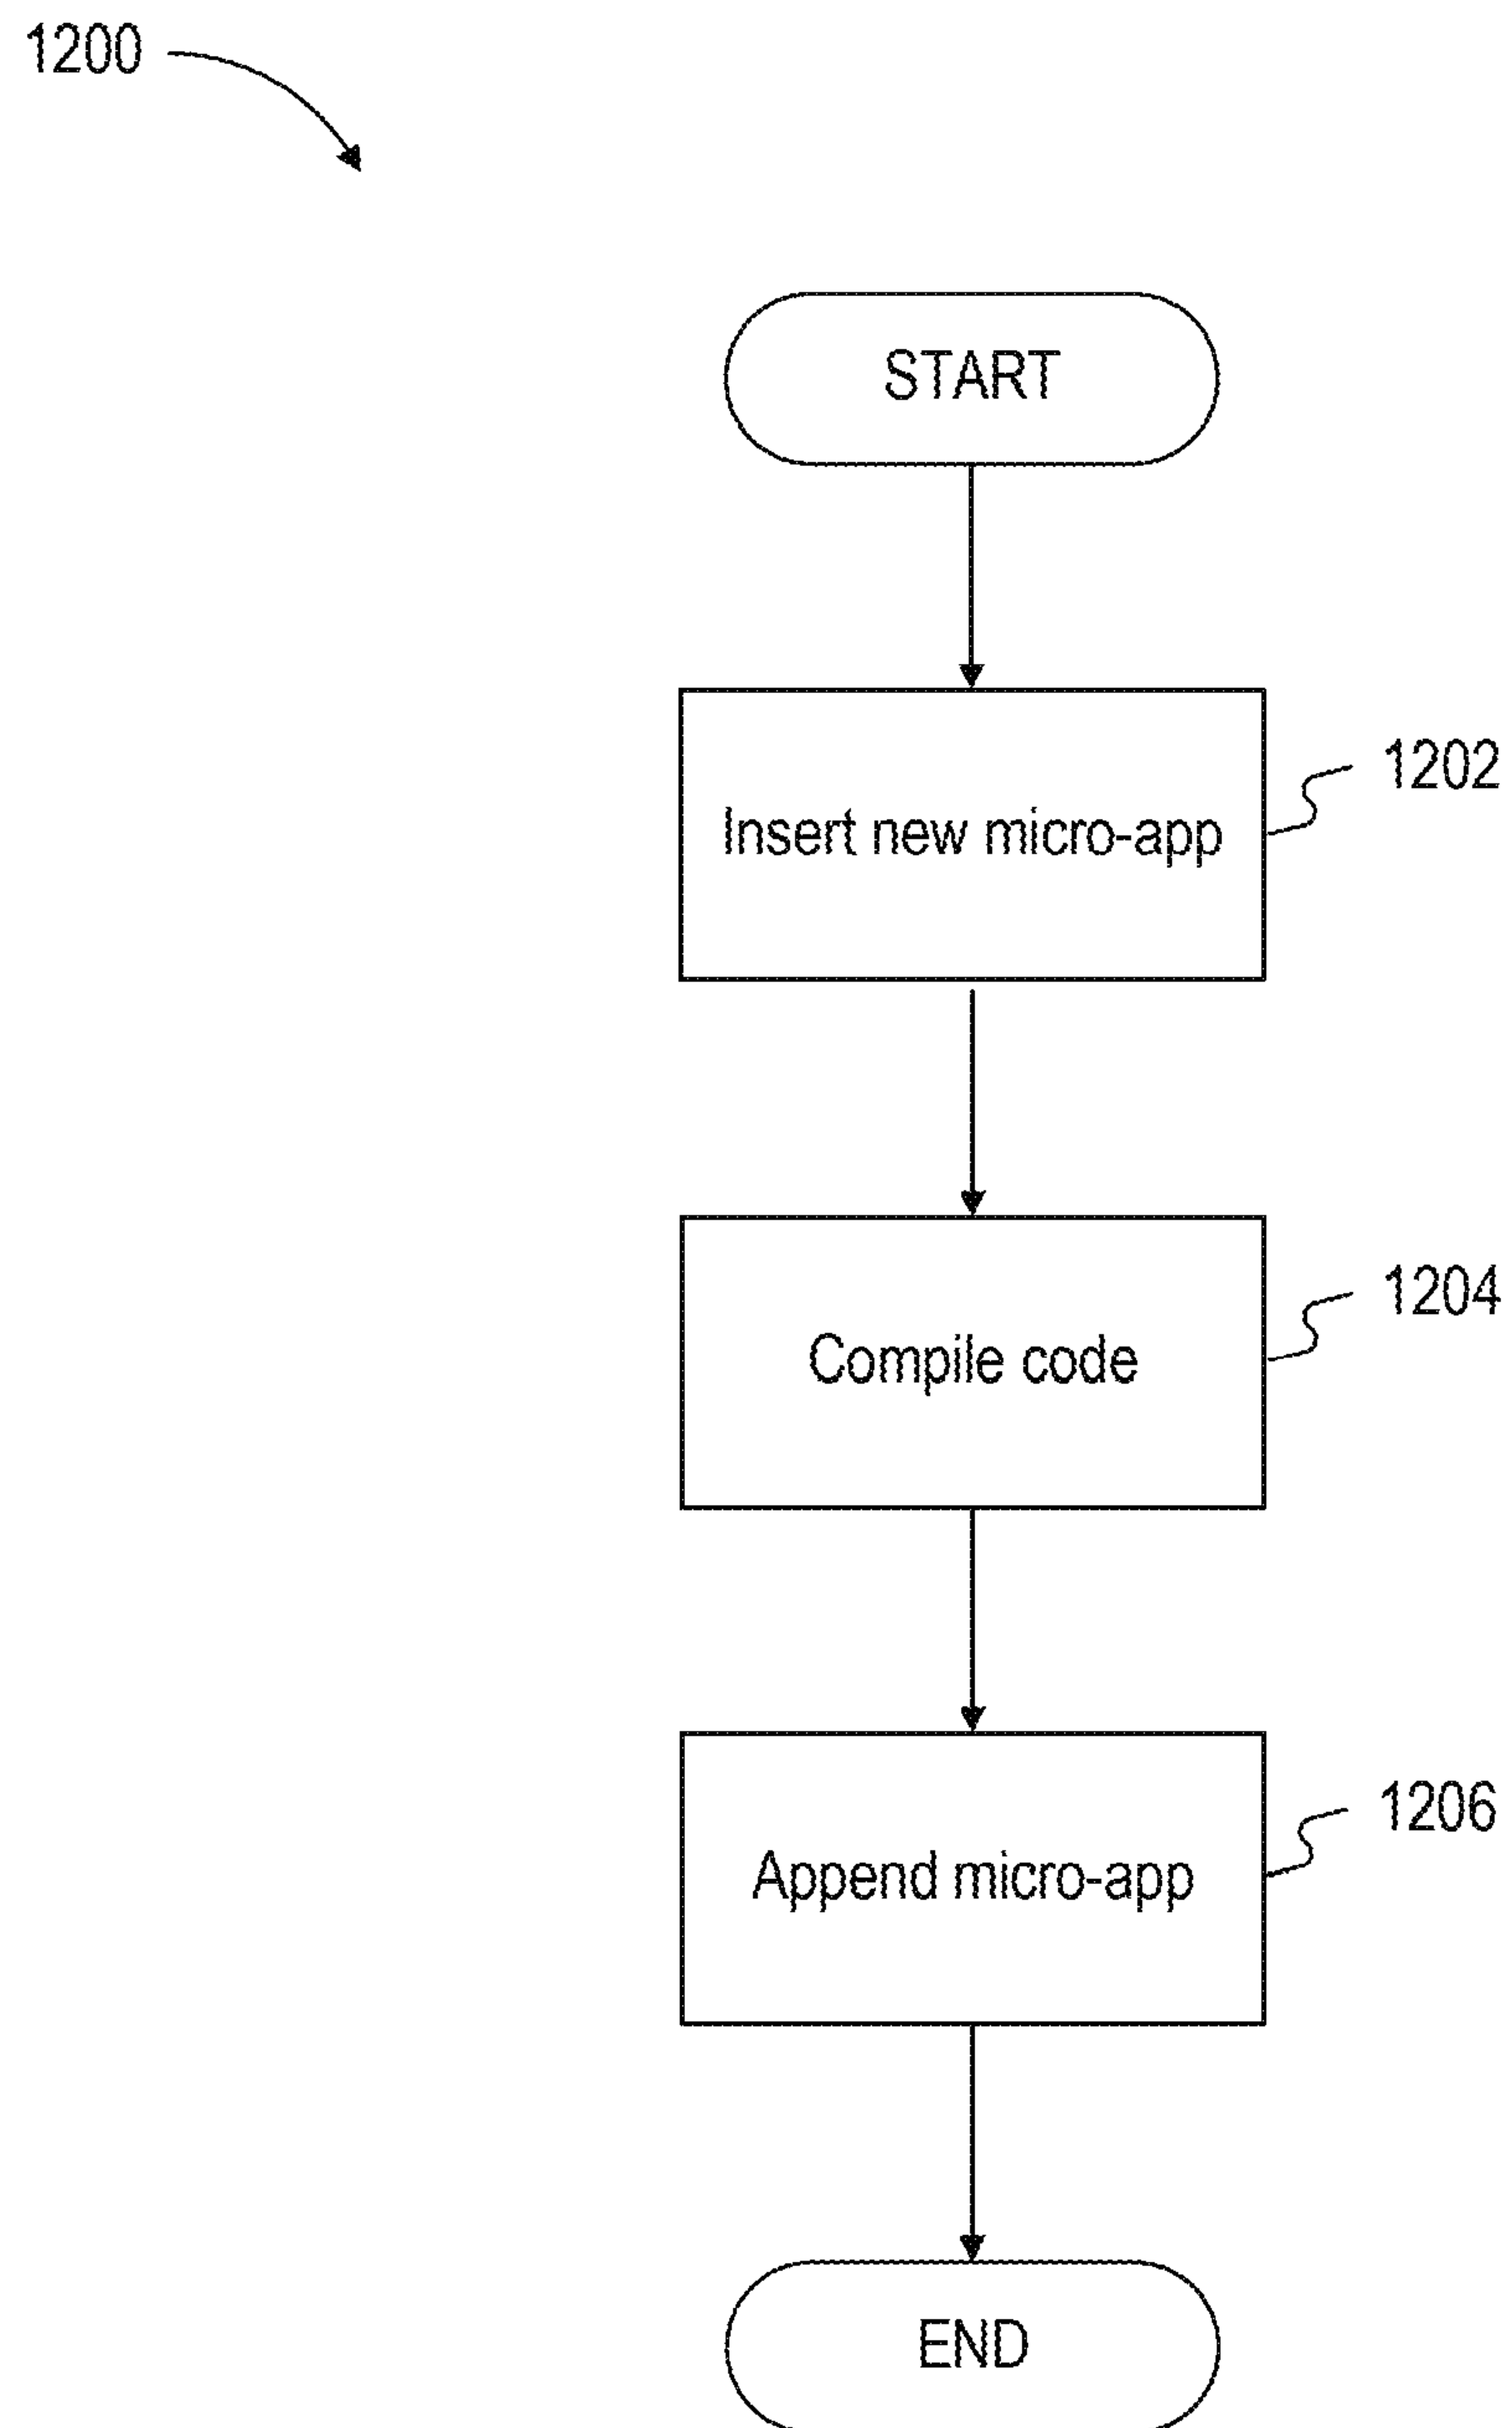 1200
START
Insert new micro-app
1202
Compile code
1204
Append micro-app
1206
END